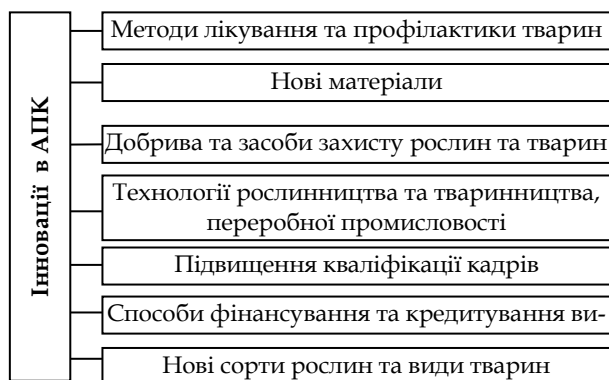 Інновації в АПК
Методи лікування та профілактики тварин
Нові матеріали
Добрива та засоби захисту рослин та тварин
Технології рослинництва та тваринництва,
переробної промисловості
Підвищення кваліфікації кадрів
Способи фінансування та кредитування ви-
Нові сорти рослин та види тварин